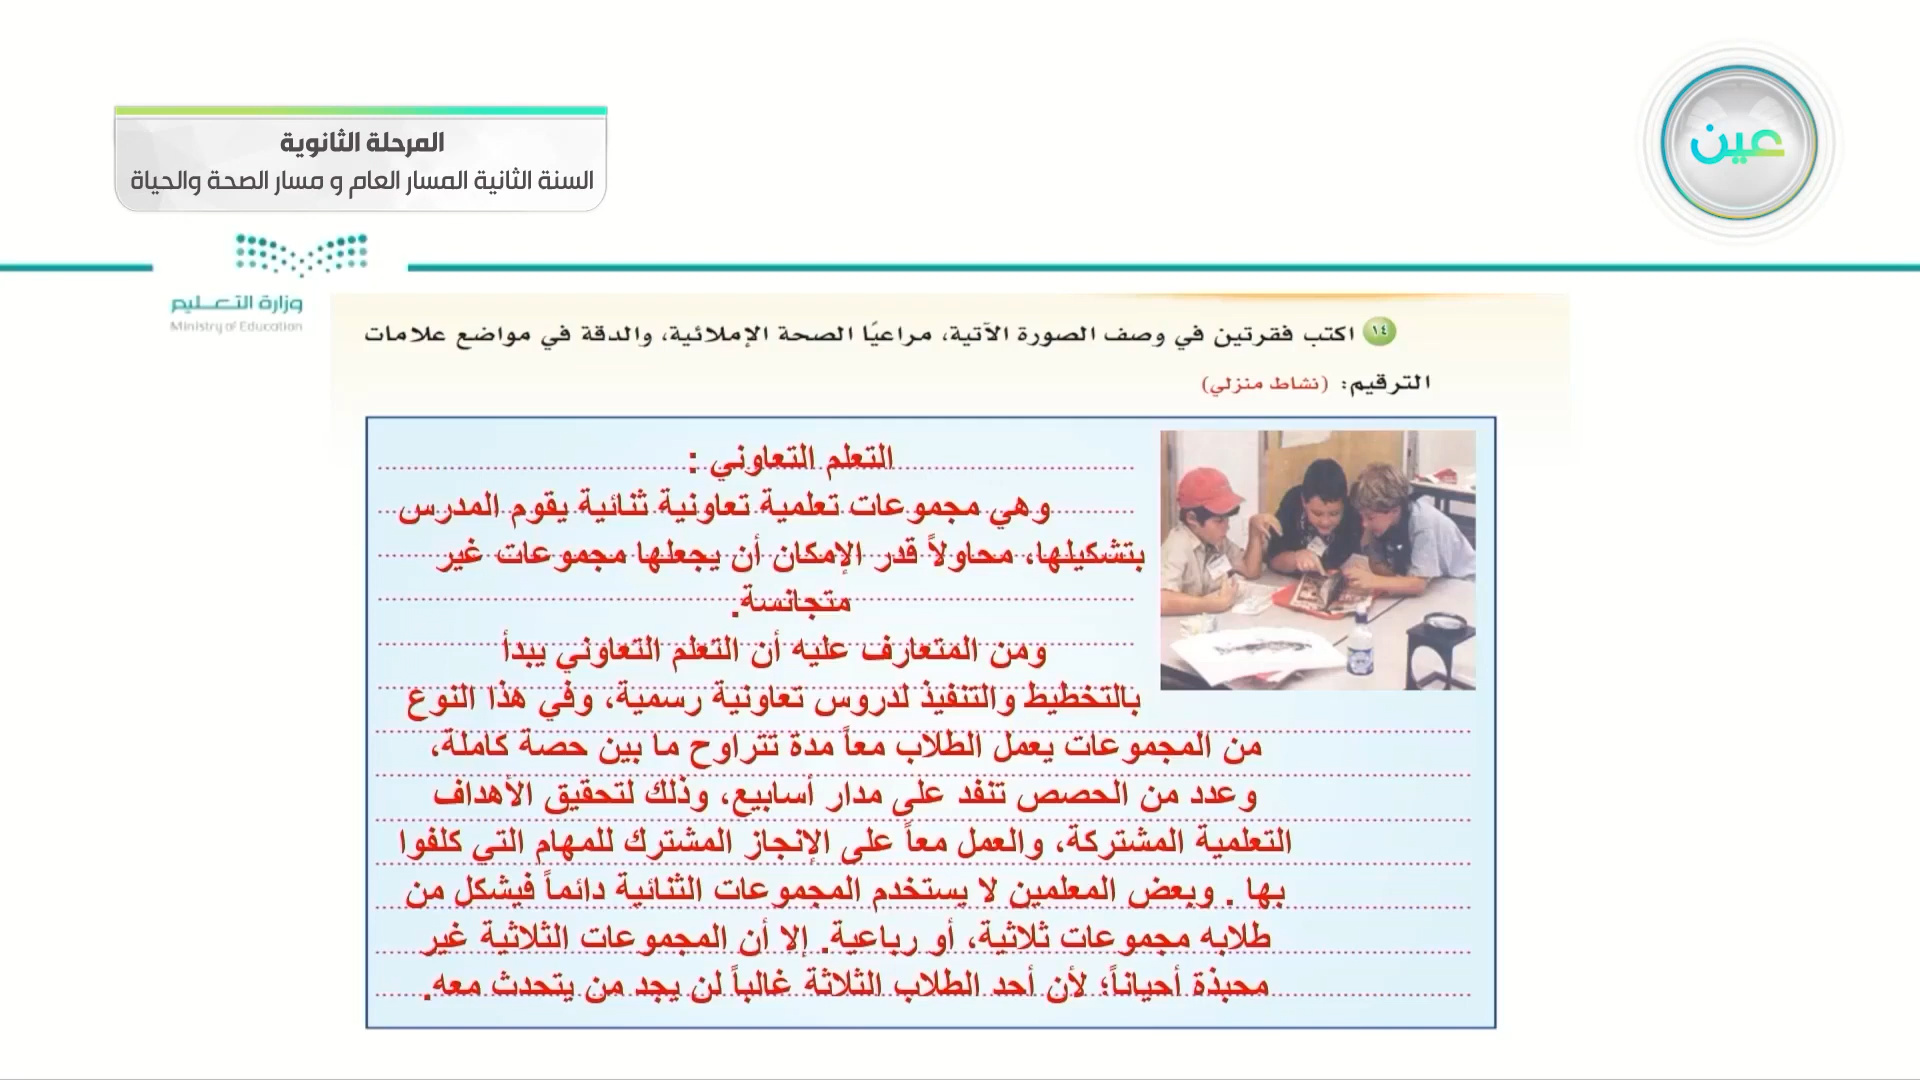 عين
المرحلة الثانوية
السنة الثانية المسار العام و مسار الصحة والحياة
وزارة التعليم
Ministry of Education
١٤ اكتب فقرتين في وصف الصورة الآتية، مراعيًا الصحة الإملائية، والدقة في مواضع علامات
الترقيم: (نشاط منزلي)
التعلم التعاوني :
وهي مجموعات تعلمية تعاونية ثنائية يقوم المدرس
بتشكيلها، محاولاً قدر الإمكان أن يجعلها مجموعات غير
متجانسة.
ومن المتعارف عليه أن التعلم التعاوني يبدأ
بالتخطيط والتنفيذ لدروس تعاونية رسمية، وفي هذا النوع
من المجموعات يعمل الطلاب معاً مدة تتراوح ما بين حصة كاملة،
وعدد من الحصص تنفد على مدار أسابيع، وذلك لتحقيق الأهداف
التعلمية المشتركة، والعمل معاً على الإنجاز المشترك للمهام التي كلفوا
بها . وبعض المعلمين لا يستخدم المجموعات الثنائية دائماً فيشكل من
طلابه مجموعات ثلاثية، أو رباعية. إلا أن المجموعات الثلاثية غير
محبذة أحياناً؛ لأن أحد الطلاب الثلاثة غالباً لن يجد من يتحدث معه.